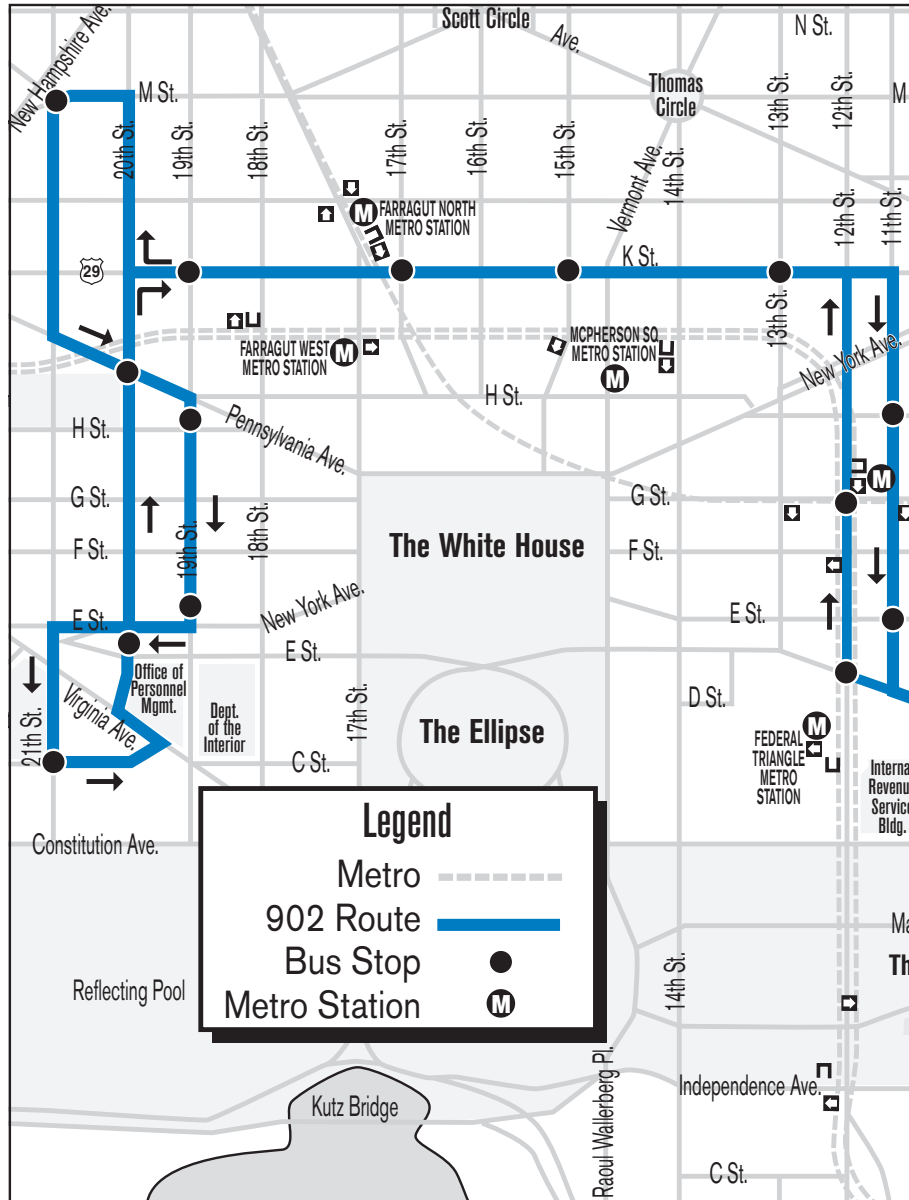 Scott Circle
N St.
Ave.
New Hampshire Ave.
M St.
Thomas
Circle
M
20th St.
19th St.
18th St.
17th St.
16th St.
15th St.
Vermont Ave.
14th St.
13th St.
12th St.
12th St.
11th St.
M
FARRAGUT NORTH
METRO STATION
K St.
29
13th St.
FARRAGUT WEST
METRO STATION
M
MCPHERSON SQ.
METRO STATION
M
New York Ave.
H St.
Pennsylvania Ave.
H St.
G St.
G St.
M
The White House
F St.
F St.
19th St.
18th St.
New York Ave.
E St.
E St.
E St.
Office of
Personnel
Mgmt.
Dept.
of the
Interior
Virginia Ave.
21th St.
17th St.
D St.
The Ellipse
M
FEDERAL
TRIANGLE
METRO
STATION
C St.
Interna
Revenu
Service
Bldg.
Constitution Ave.
Legend
Metro
902 Route
Bus Stop
Metro Station M
Ma
Th
Reflecting Pool
14th St.
Raoul Wallerberg Pl.
Independence Ave.
Kutz Bridge
C St.